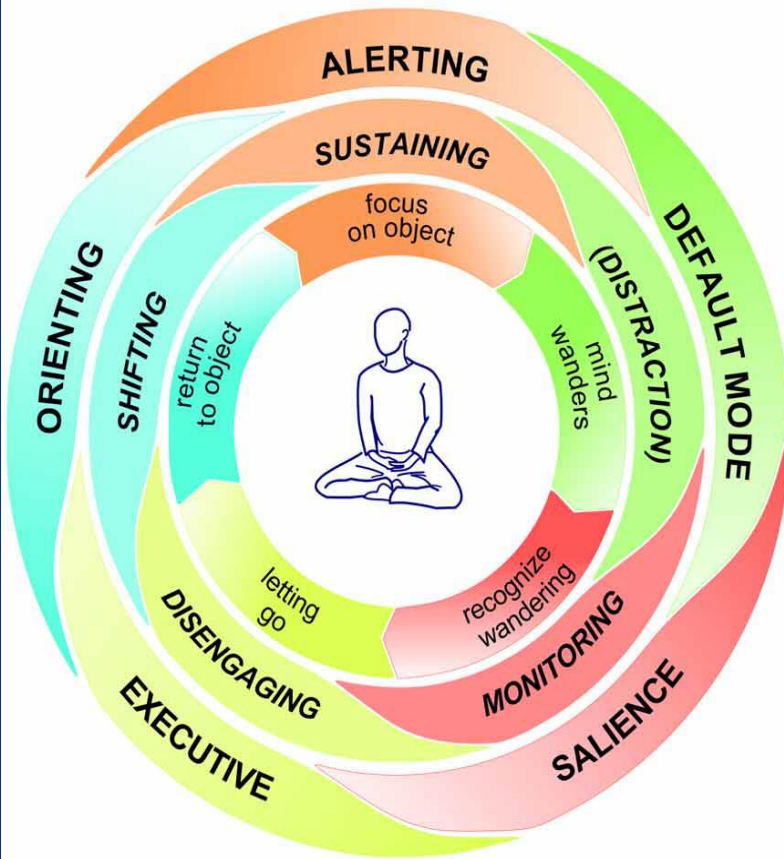 ALERTING
SUSTAINING
focus
on object
DEFAULT MODE
(DISTRACTION)
mind
wanders
SALIENCE
MONITORING
recognize
wandering
EXECUTIVE
DISENGAGING
letting
go
ORIENTING
SHIFTING
return
to object